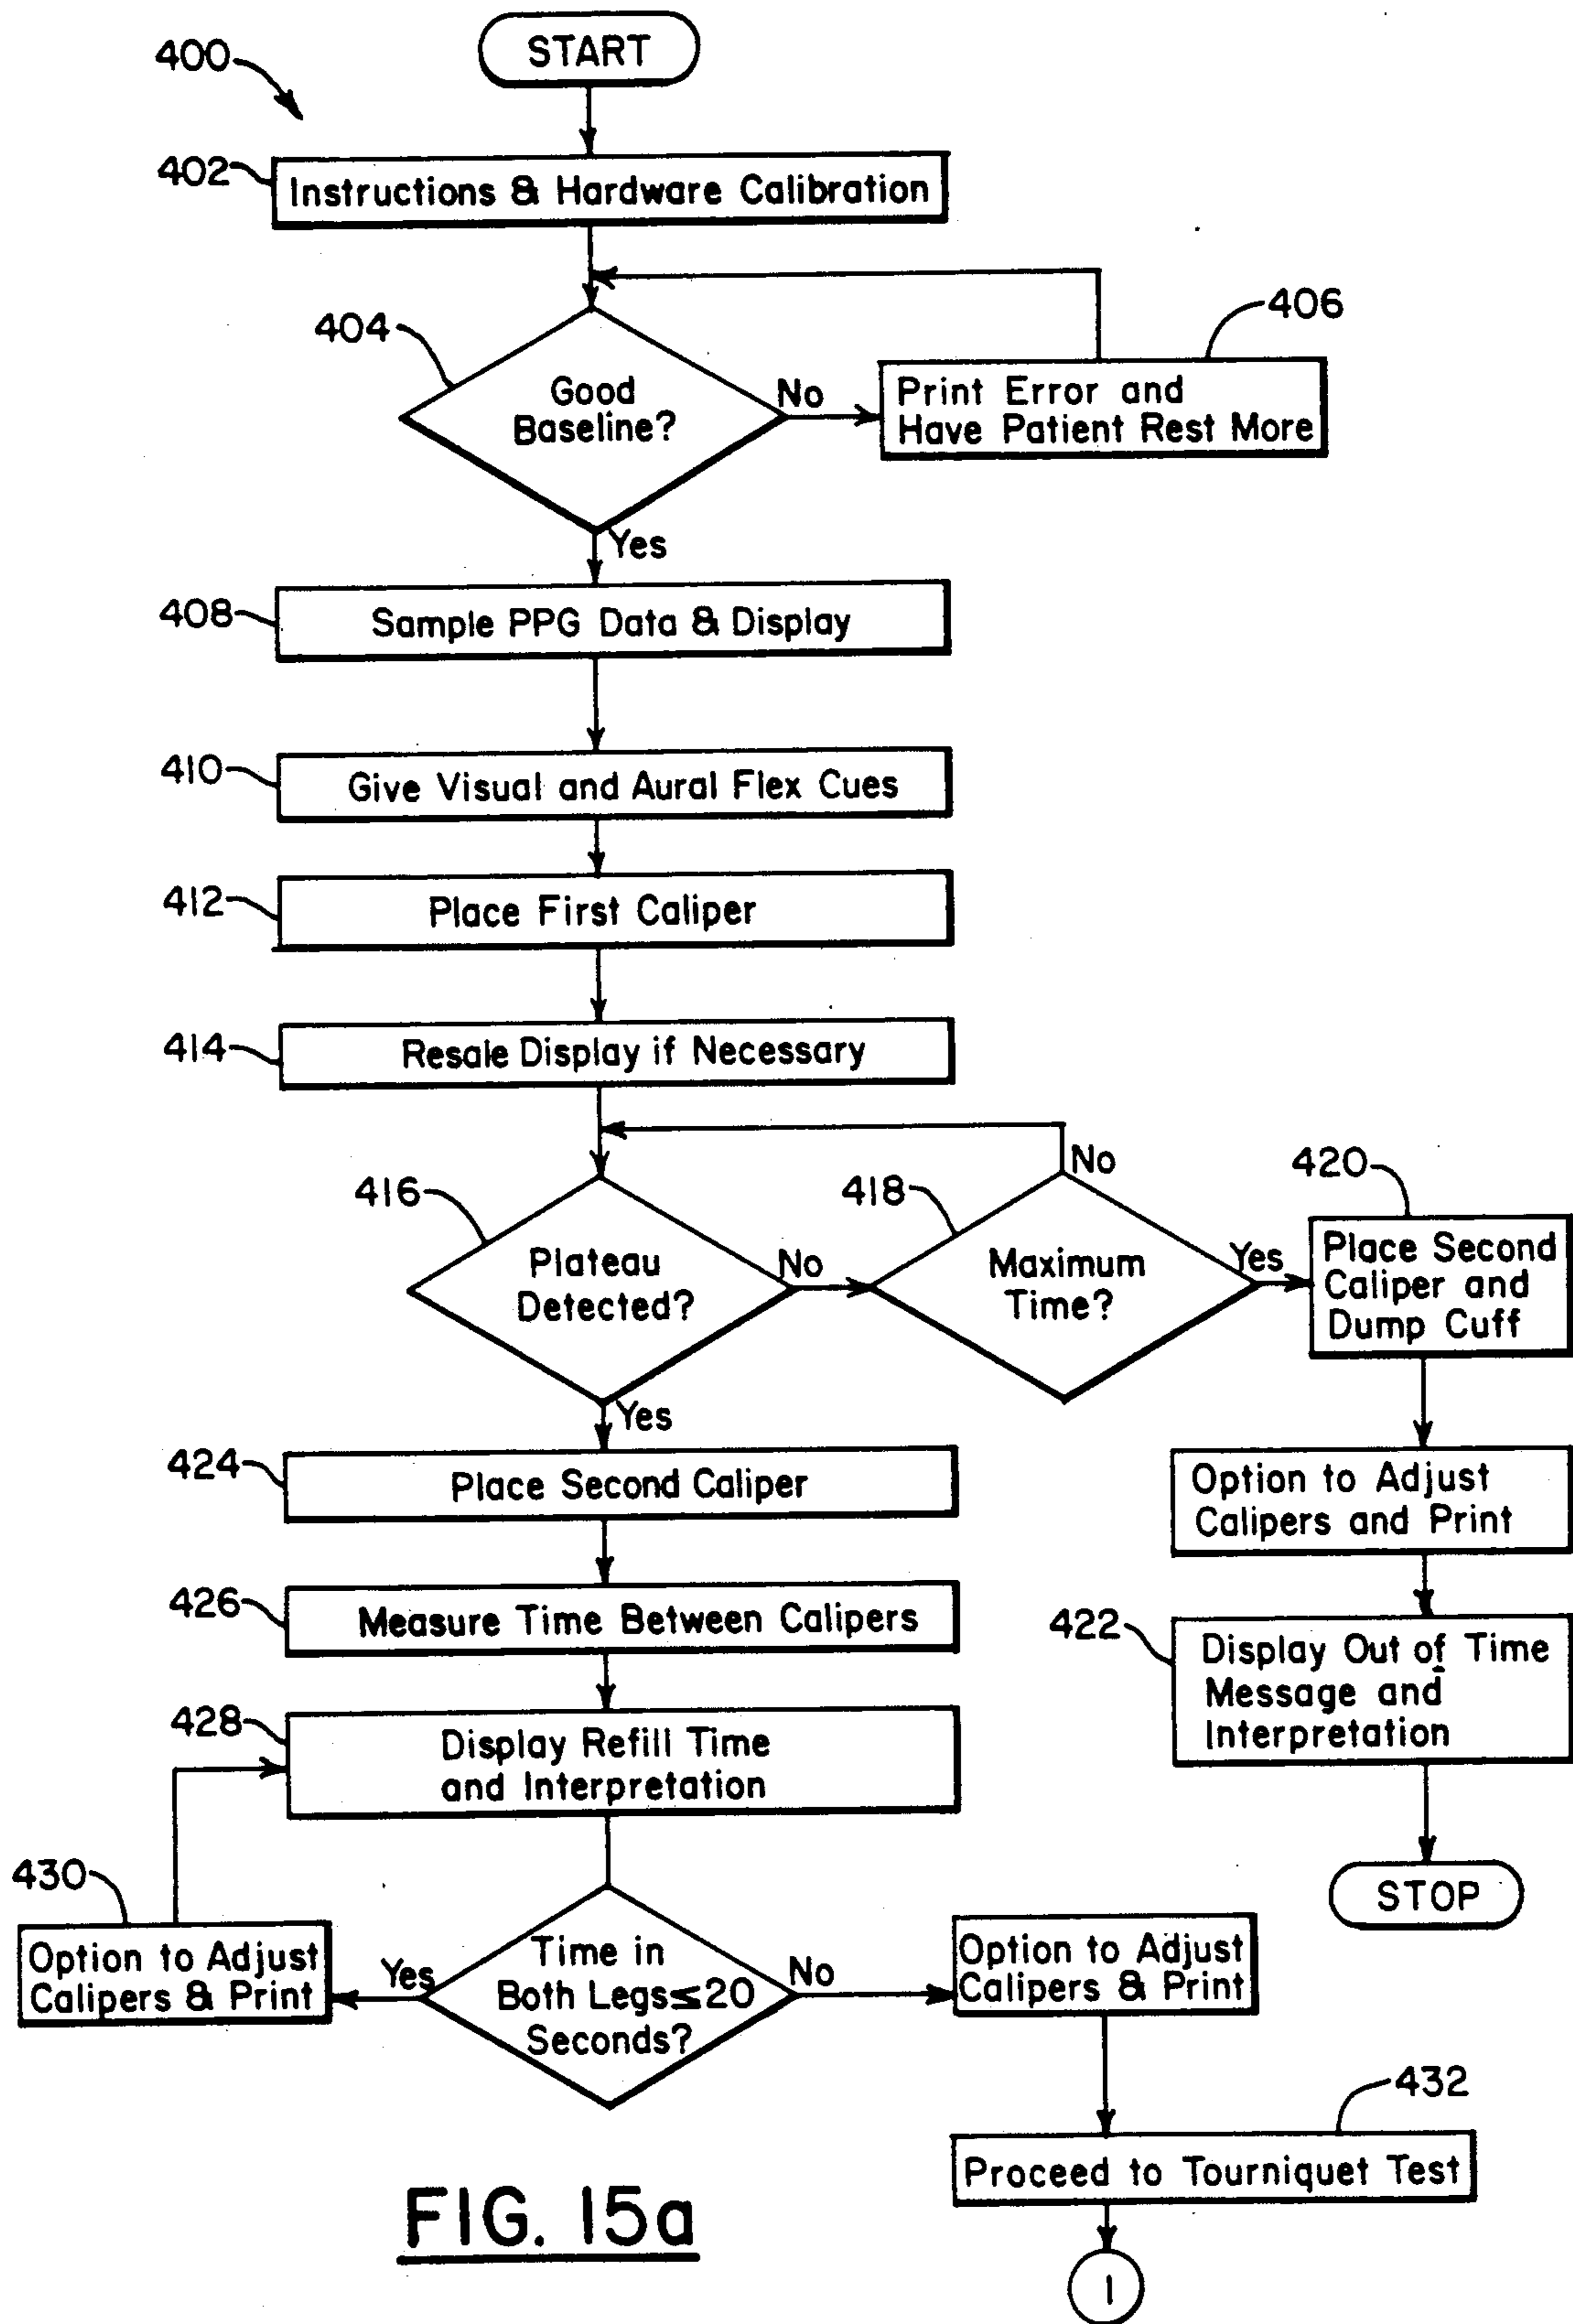 START
400
402
Instructions & Hardware Calibration
404
Good
Baseline?
No
406
Print Error and
Have Patient Rest More
Yes
408
Sample PPG Data & Display
410
Give Visual and Aural Flex Cues
412
Place First Caliper
414
Resale Display if Necessary
416
Plateau
Detected?
No
418
Maximum
Time?
No
Yes
420
Place Second
Caliper and
Dump Cuff
Option to Adjust
Calipers and Print
422
Display Out of Time
Message and
Interpretation
STOP
Yes
424
Place Second Caliper
426
Measure Time Between Calipers
428
Display Refill Time
and Interpretation
430
Option to Adjust
Calipers & Print
Yes
Time in
Both Legs≤20
Seconds?
No
Option to Adjust
Calipers & Print
432
Proceed to Tourniquet Test
1
FIG. 15a